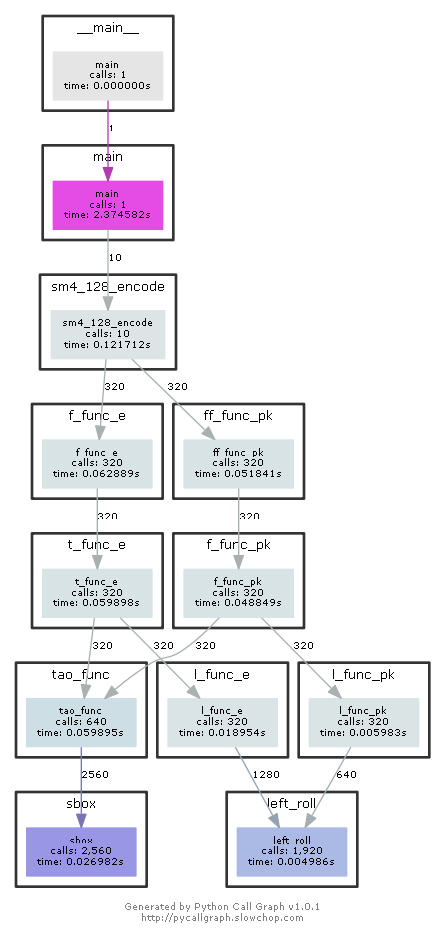 __main__
main
calls: 1
time: 0.000000s
1
main
main
calls: 1
time: 2.374582s
10
sm4_128_encode
sm4_128_encode
calls: 10
time: 0.121712s
320
320
f_func_e
f_func_e
calls: 320
time: 0.062889s
ff_func_pk
ff_func_pk
calls: 320
time: 0.051841s
320
320
t_func_e
t_func_e
calls: 320
time: 0.059898s
f_func_pk
f_func_pk
calls: 320
time: 0.048849s
320
320
320
320
tao_func
tao_func
calls: 640
time: 0.059895s
l_func_e
l_func_e
calls: 320
time: 0.018954s
l_func_pk
l_func_pk
calls: 320
time: 0.005983s
2560
1280
640
sbox
sbox
calls: 2,560
time: 0.026982s
left_roll
left_roll
calls: 1,920
time: 0.004986s
Generated by Python Call Graph v1.0.1
http://pycallgraph.slowchop.com